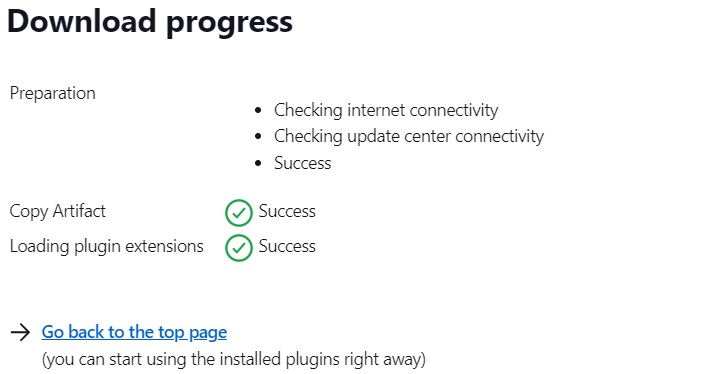 Download progress
Preparation
Checking internet connectivity
Checking update center connectivity
Success
Copy Artifact Success
Loading plugin extensions Success
Go back to the top page
(you can start using the installed plugins right away)